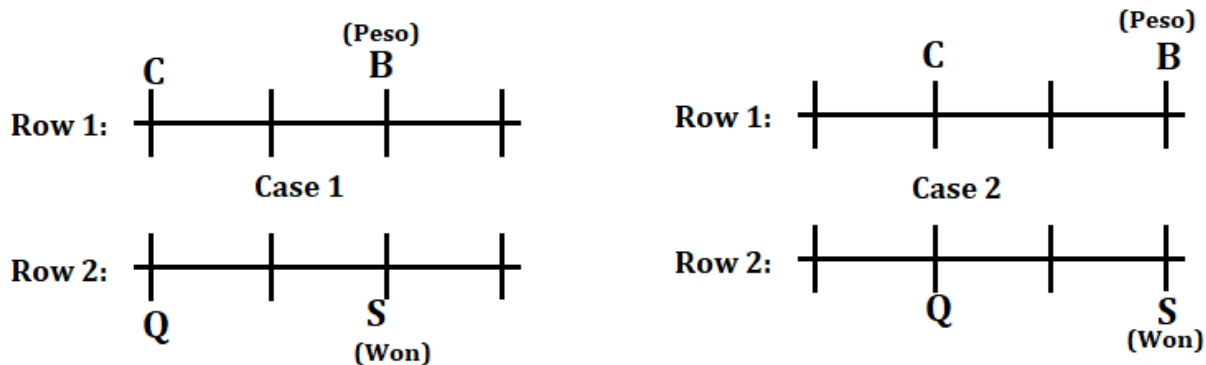 (Peso)
C B
Row 1:
Case 1
Row 2:
Q S
(Won)
(Peso)
C B
Row 1:
Case 2
Row 2:
Q S
(Won)